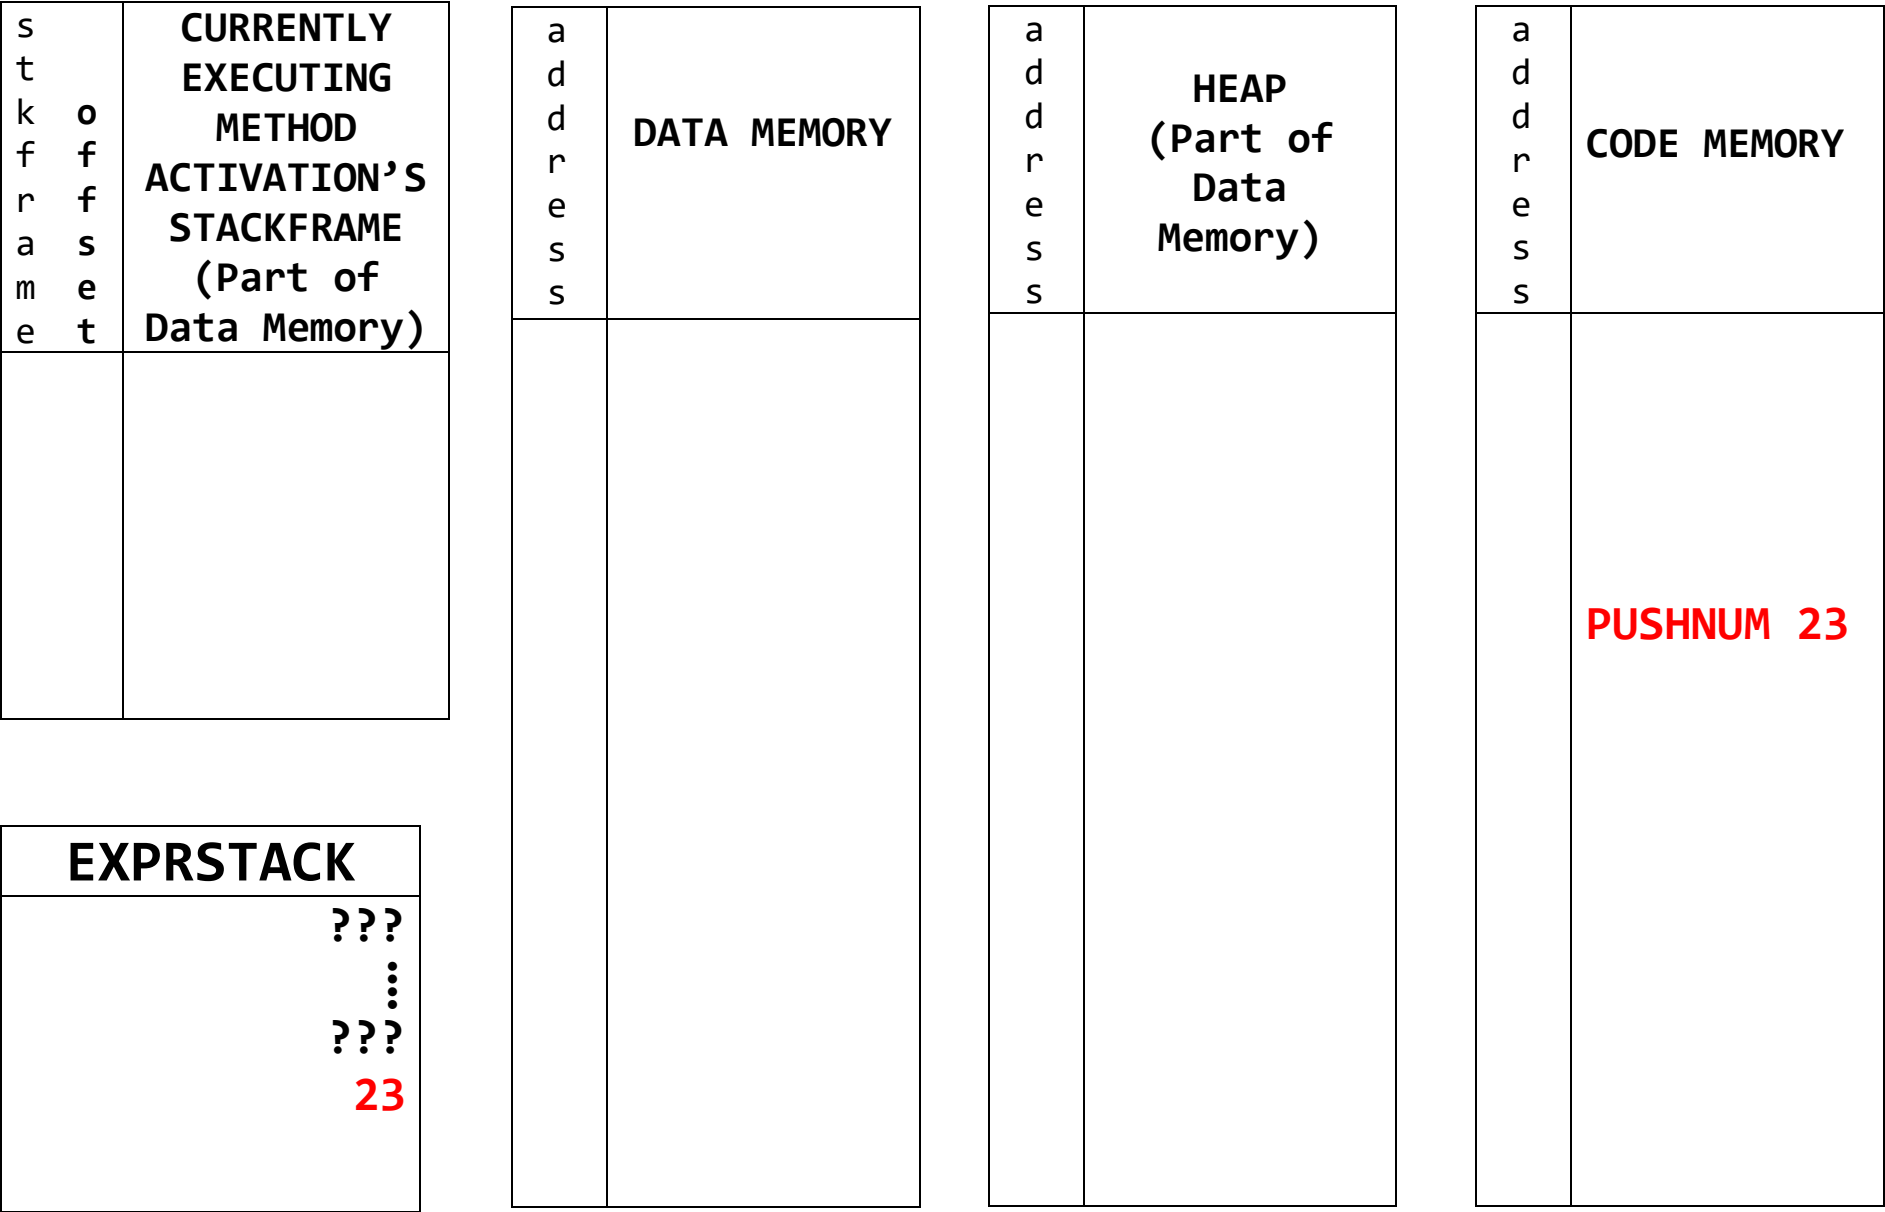 stkframe
offset
CURRENTLY
EXECUTING
METHOD
ACTIVATION’S
STACKFRAME
(Part of
Data Memory)
address
DATA MEMORY
address
HEAP
(Part of
Data
Memory)
address
CODE MEMORY
PUSHNUM 23
EXPRSTACK
???
⋮
???
23